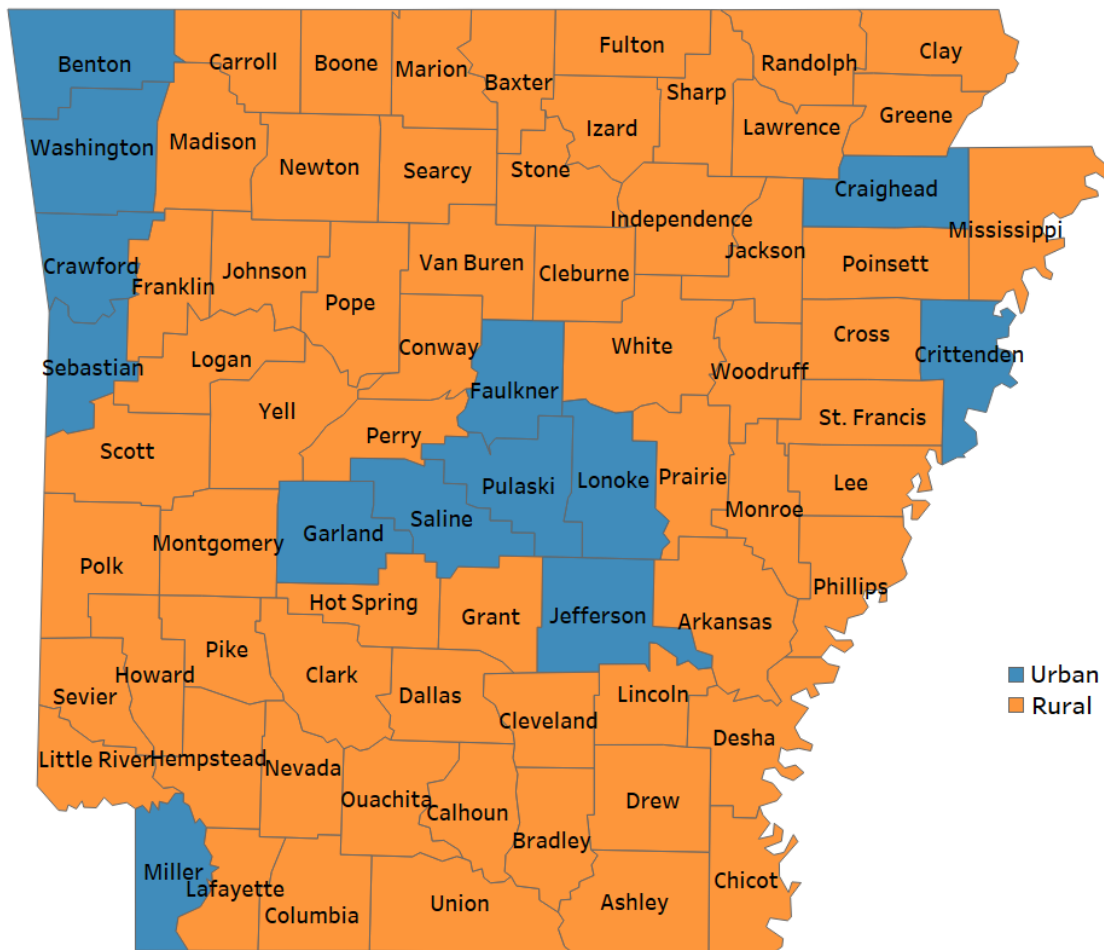 Fulton
Clay
Carroll
Boone
Marion
Baxter
Randolph
Benton
Sharp
Greene
Izard
Lawrence
Madison
Washington
Newton
Searcy
Stone
Craighead
Independence
Mississippi
Jackson
Van Buren
Cleburne
Poinsett
Crawford
Johnson
Franklin
Pope
Cross
Conway
White
Crittenden
Logan
Sebastian
Woodruff
Faulkner
Yell
St. Francis
Perry
Scott
Prairie
Lonoke
Pulaski
Lee
Monroe
Saline
Garland
Montgomery
Polk
Phillips
Hot Spring
Grant
Jefferson
Arkansas
Pike
Howard
Clark
Urban
Sevier
Dallas
Lincoln
Rural
Cleveland
Desha
Little River
Hempstead
Nevada
Ouachita
Drew
Calhoun
Bradley
Miller
Lafayette
Chicot
Union
Ashley
Columbia